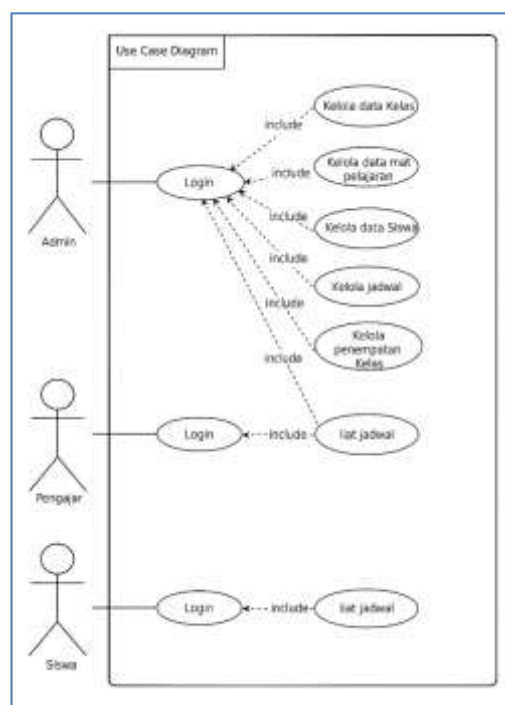 Use Case Diagram
Kelola data Kelas
include
Kelola data mat
pelajaran
include
Login
Admin
include
Kelola data Siswa
include
Kelola jadwal
include
Kelola
penempatan
Kelas
include
Login
include
liat jadwal
Pengajar
Login
include
liat jadwal
Siswa